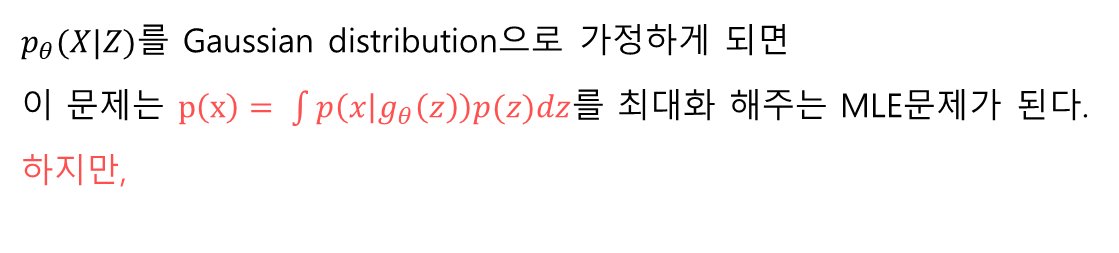 𝑝𝜃(𝑋|𝑍)를 Gaussian distribution으로 가정하게 되면
이 문제는 p(x) = ∫𝑝(𝑥|𝑔𝜃(𝑧))𝑝(𝑧)𝑑𝑧를 최대화 해주는 MLE문제가 된다.
하지만,